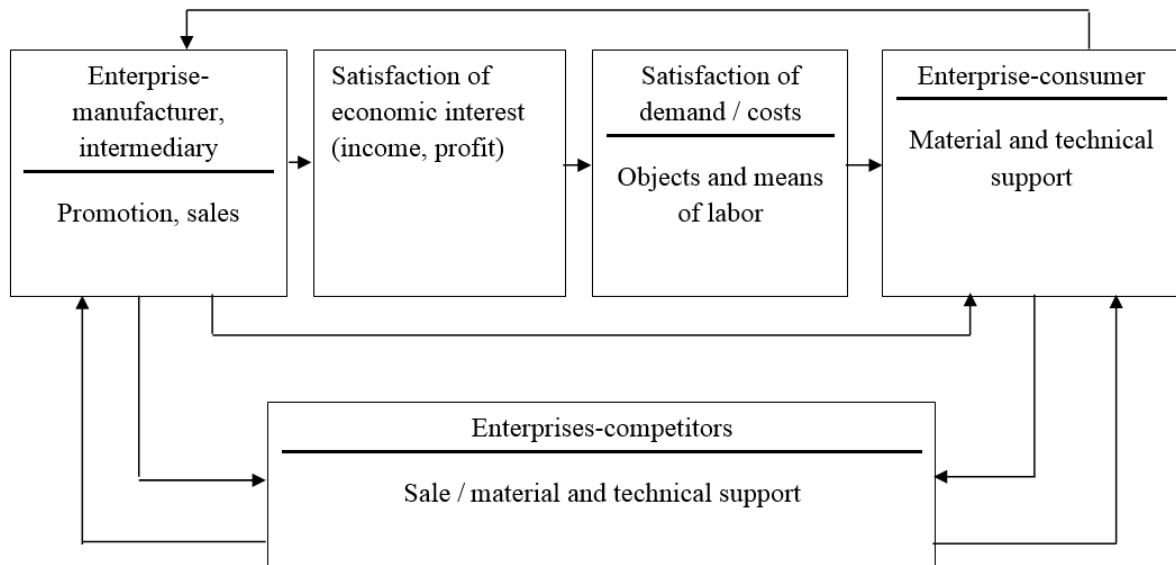 Enterprise-
manufacturer,
intermediary
Promotion, sales
Satisfaction of
economic interest
(income, profit)
Satisfaction of
demand / costs
Objects and means
of labor
Enterprise-consumer
Material and technical
support
Enterprises-competitors
Sale / material and technical support